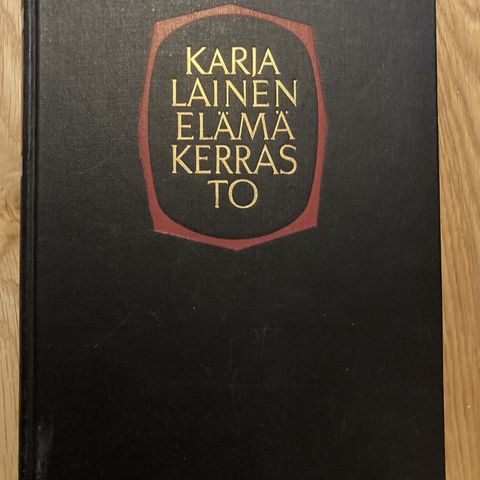 KARJA
LAINEN
ELÄMÄ
KERRAS
TO